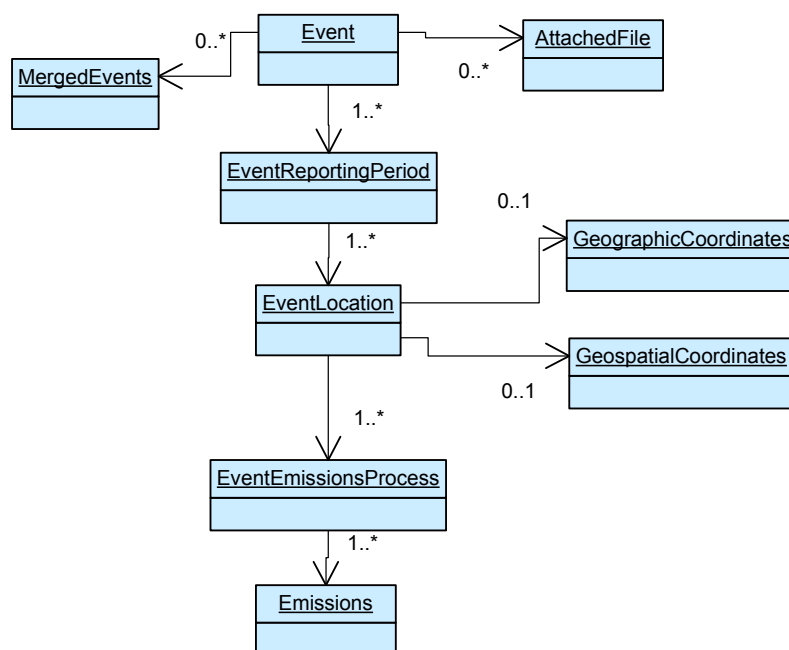 Event
AttachedFile
0..*
MergedEvents
0..*
1..*
EventReportingPeriod
0..1
GeographicCoordinates
1..*
EventLocation
GeospatialCoordinates
0..1
1..*
EventEmissionsProcess
1..*
Emissions